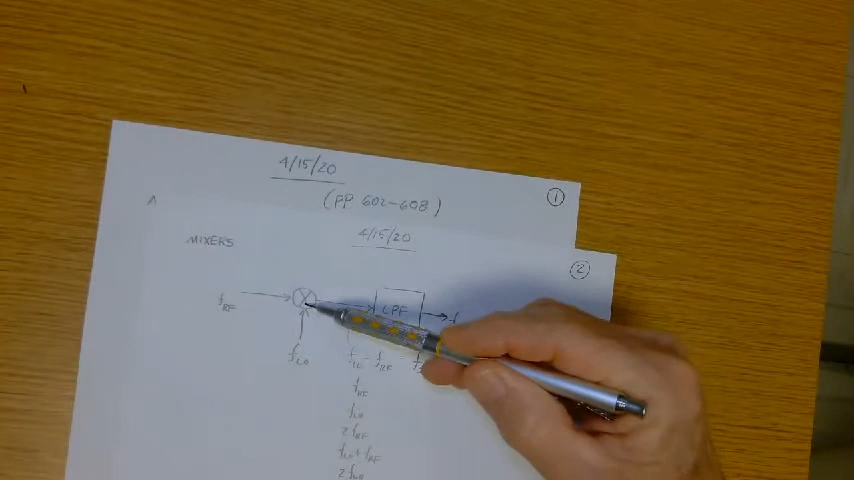 4/15/20
(PP 602-608)
①
A
4/15/20
MIXERS
②
f_RF
LPF
f_LO
f_LO - f_RF
f_RF
f_LO
2f_RF
f_LO + f_RF
2f_LO